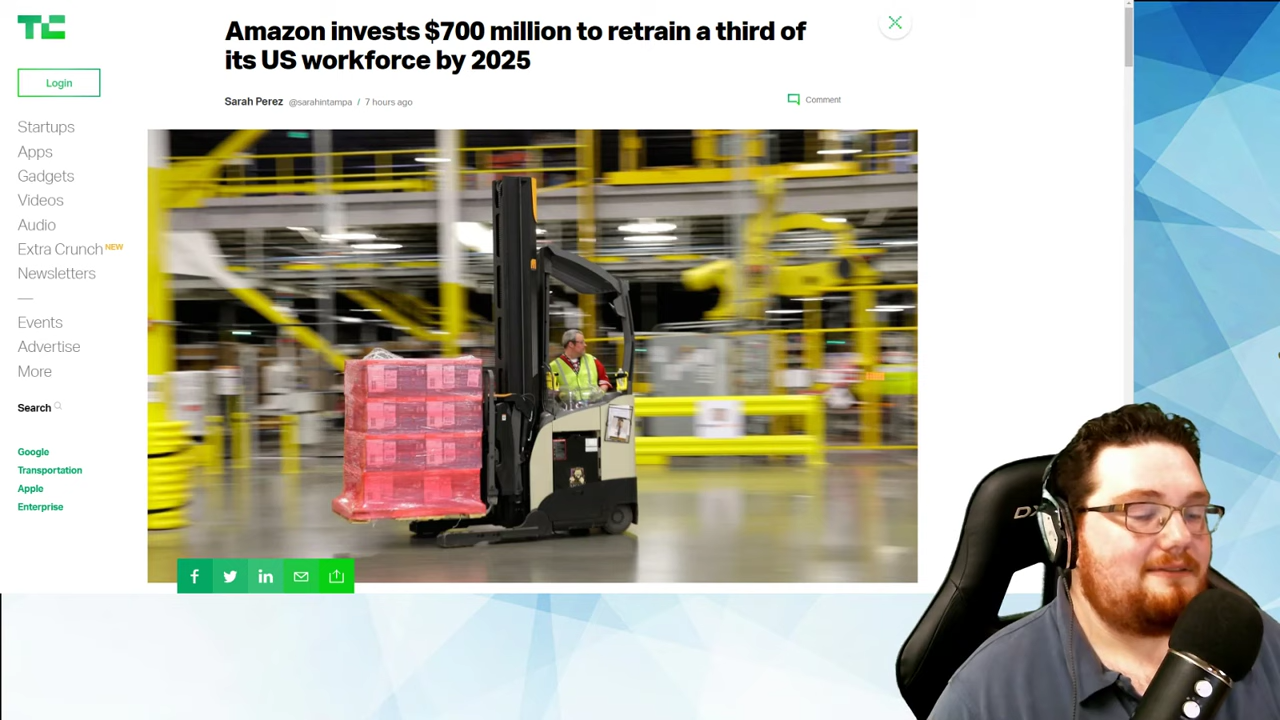 TC
Amazon invests $700 million to retrain a third of
its US workforce by 2025
Login
Sarah Perez @sarahintampa / 7 hours ago
Comment
Startups
Apps
Gadgets
Videos
Audio
Extra Crunch NEW
Newsletters
Events
Advertise
More
Search
Google
Transportation
Apple
Enterprise
DX